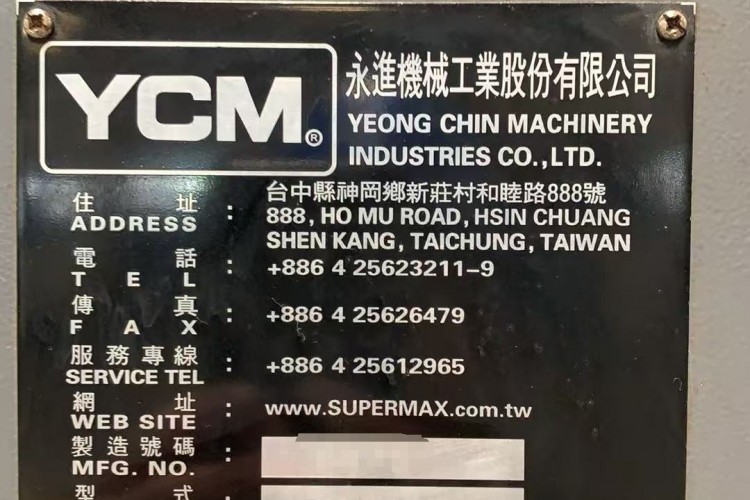 YCM®
永進機械工業股份有限公司
YEONG CHIN MACHINERY
INDUSTRIES CO.,LTD.
住址 : 台中縣神岡鄉新莊村和睦路888號
ADDRESS 888, HO MU ROAD, HSIN CHUANG
SHEN KANG, TAICHUNG, TAIWAN
電話 : +886 4 25623211-9
TEL
傳真 : +886 4 25626479
FAX
服務專線 : +886 4 25612965
SERVICE TEL
網址 : www.SUPERMAX.com.tw
WEB SITE
製造號碼 :
MFG. NO.
型式 :